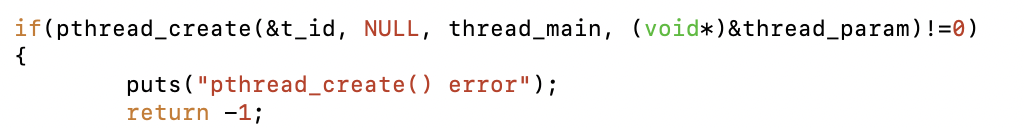 if(pthread_create(&t_id, NULL, thread_main, (void*)&thread_param)!=0)
{
        puts("pthread_create() error");
        return -1;